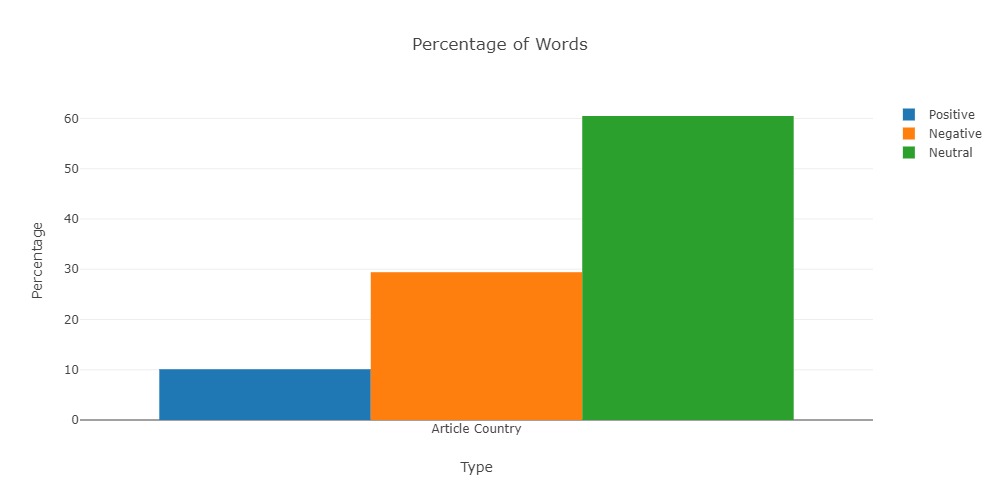 Percentage of Words
Positive
Negative
Neutral
Percentage
60
50
40
30
20
10
0
Article Country
Type